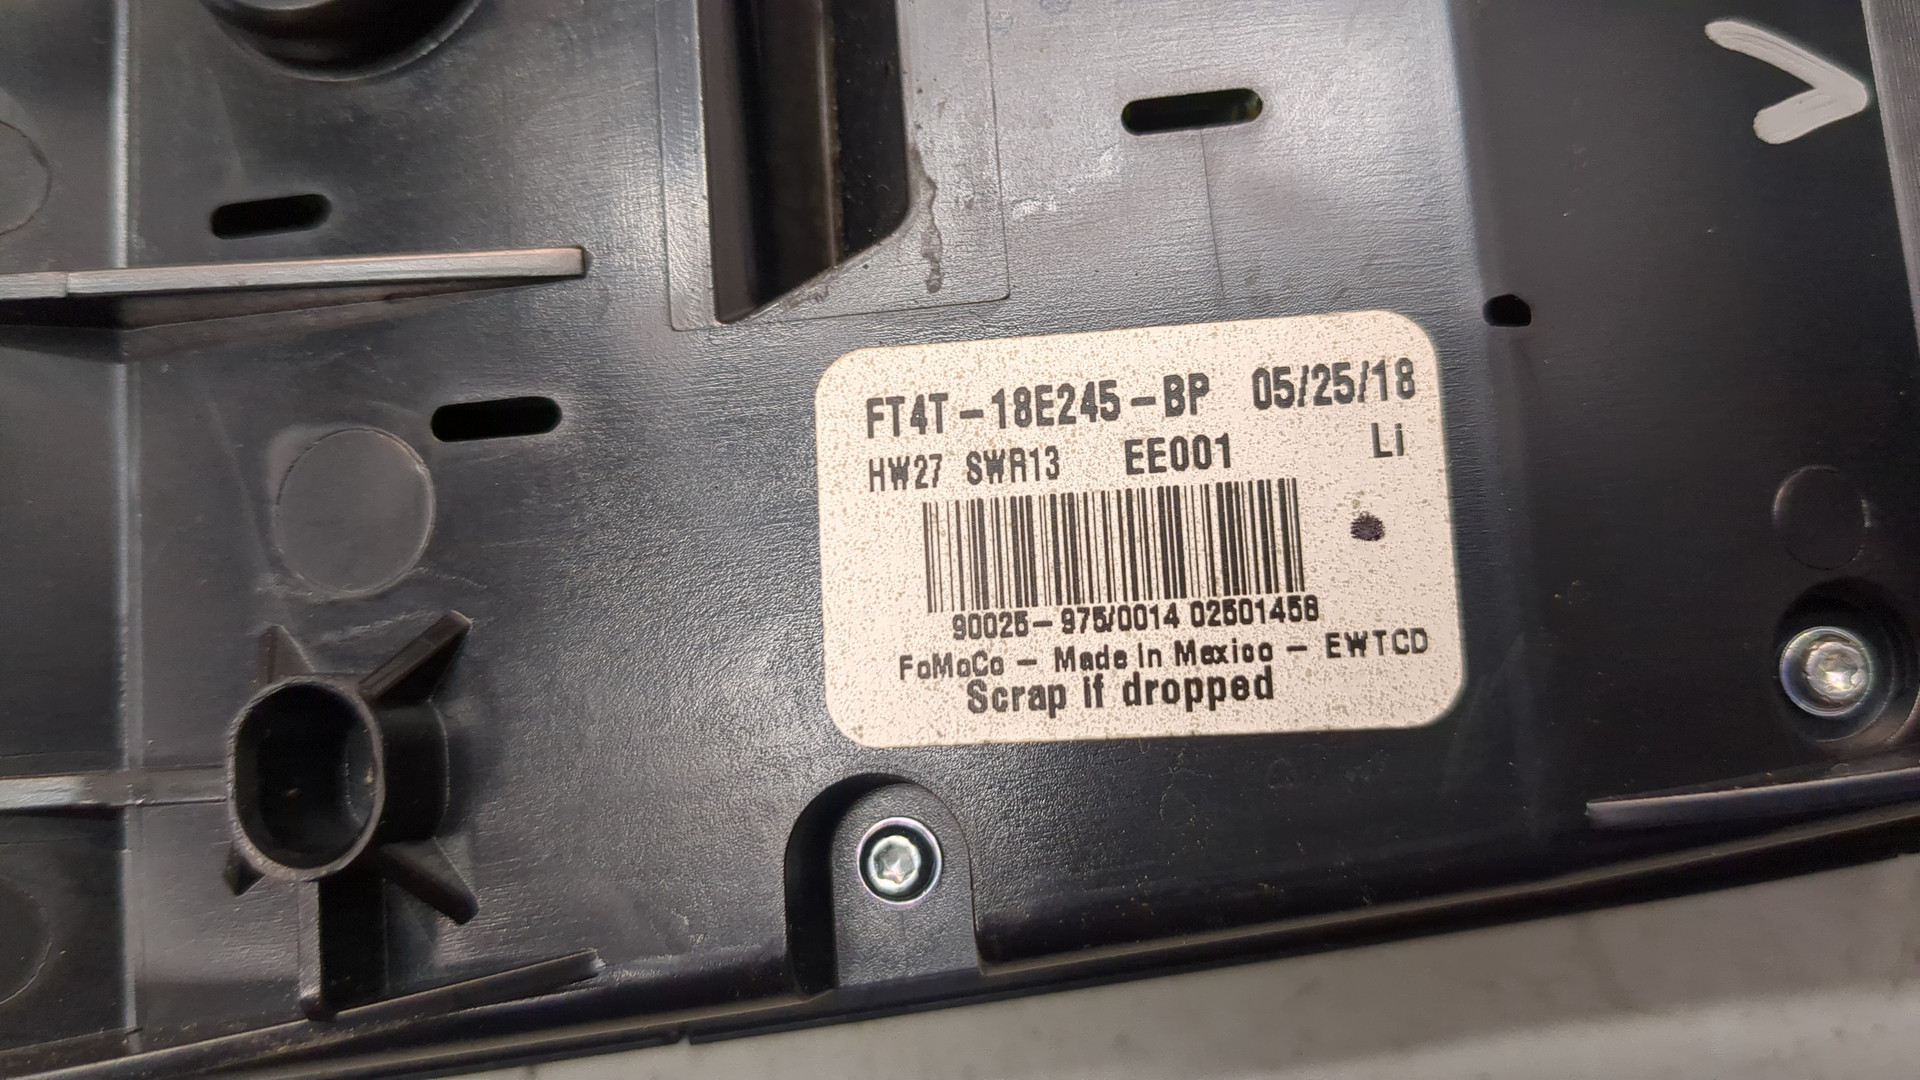 FT4T-18E245-BP 05/25/18
HW27 SWR13 EE001 Li
90025-975/0014 02501458
FoMoCo - Made in Mexico - EWTCD
Scrap if dropped